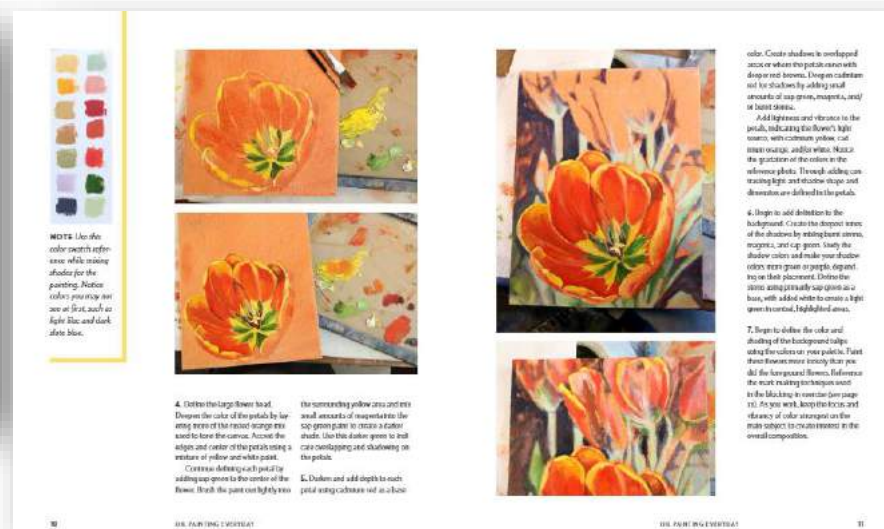 NOTE Use this
color swatch refer-
ence while mixing
shades for the
painting. Notice
colors you may not
see at first, such as
light lilac and dark
slate blue.
4. Define the large flower head.
Deepen the color of the petals by lay-
ering more of the mixed orange mix
used to tone the canvas. Accent the
edges and center of the petals using a
mixture of yellow and white paint.
Continue defining each petal by
adding sap green to the center of the
flower. Brush the paint out lightly into
the surrounding yellow area and mix
small amounts of magenta into the
sap green paint to create a darker
shade. Use this darker green to indi-
cate overlapping and shadowing on
the petals.
5. Darken and add depth to each
petal using cadmium red as a base
10
OIL PAINTING EVERYDAY
color. Create shadows in overlapped
areas or where the petals curve with
deeper red-browns. Deepen cadmium
red for shadows by adding small
amounts of sap green, magenta, and/
or burnt sienna.
Add lightness and vibrance to the
petals, indicating the flower's light
source, with cadmium yellow, cad-
mium orange, and/or white. Notice
the gradation of the colors in the
reference photo. Through adding con-
trasting light and shadow shape and
dimension are defined in the petals.
6. Begin to add definition to the
background. Create the deepest tones
of the shadows by mixing burnt sienna,
magenta, and sap green. Study the
shadow colors and make your shadow
colors more green or purple, depend-
ing on their placement. Define the
stems using primarily sap green as a
base, with added white to create a light
green in central, highlighted areas.
7. Begin to define the color and
shading of the background tulips
using the colors on your palette. Paint
these flowers more loosely than you
did the foreground flowers. Reference
the mark making techniques used
in the blocking-in exercise (see page
). As you work, keep the focus and
vibrancy of color strongest on the
main subject to create interest in the
overall composition.
OIL PAINTING EVERYDAY
11